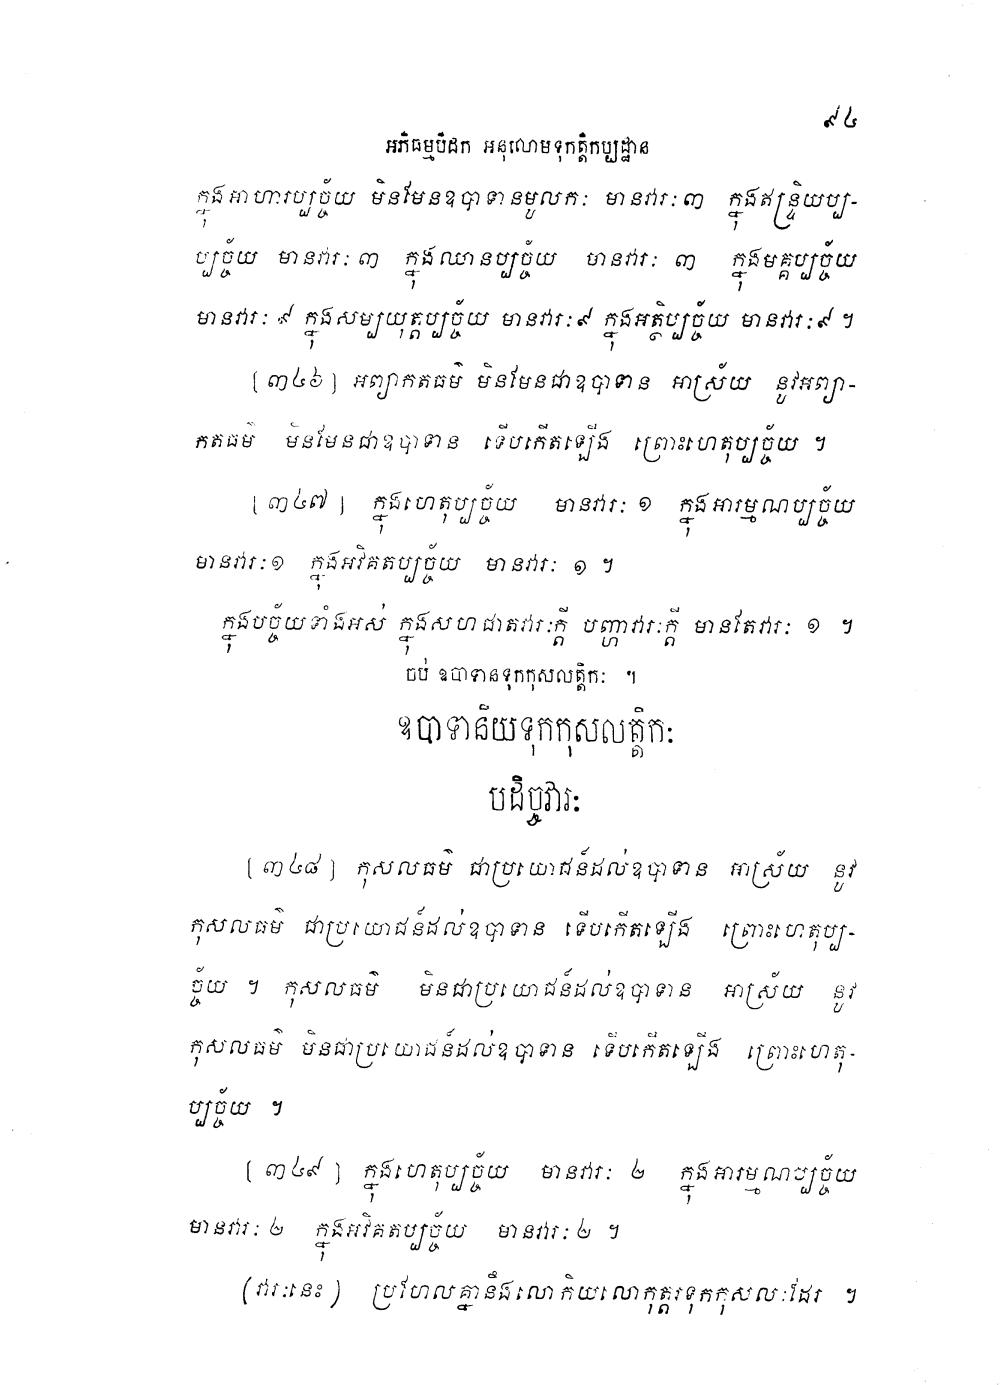 ៩៤
អភិធម្មបិដក អនុលោមទុកត្តិកប្បដ្ឋាន
ក្នុងអាហារប្បច្ច័យ មិនមែនឧបាទានមូលកៈ មានវារៈ៣ ក្នុងឥន្ទ្រិយប្ប-
ប្បច្ច័យ មានវារៈ ៣ ក្នុងឈានប្បច្ច័យ មានវារៈ ៣ ក្នុងមគ្គប្បច្ច័យ
មានវារៈ ៩ ក្នុងសម្បយុត្តប្បច្ច័យ មានវារៈ៩ ក្នុងអត្ថិប្បច្ច័យ មានវារៈ៩ ។
[៣៤៦] អព្យាកតធម៌ មិនមែនជាឧបាទាន អាស្រ័យ នូវអព្យា-
កតធម៌ មិនមែនជាឧបាទាន ទើបកើតឡើង ព្រោះហេតុប្បច្ច័យ ។
[៣៤៧] ក្នុងហេតុប្បច្ច័យ មានវារៈ ១ ក្នុងអារម្មណប្បច្ច័យ
មានវារៈ១ ក្នុងអវិគតប្បច្ច័យ មានវារៈ ១ ។
ក្នុងបច្ច័យទាំងអស់ ក្នុងសហជាតវារៈក្តី បញ្ហាវារៈក្តី មានតែវារៈ ១ ។
ចប់ ឧបាទានទុកកុសលត្តិកៈ ។
ឧបាទានិយទុកកុសលត្តិកៈ
បដិច្ចវារៈ
[៣៤៨] កុសលធម៌ ជាប្រយោជន៍ដល់ឧបាទាន អាស្រ័យ នូវ
កុសលធម៌ ជាប្រយោជន៍ដល់ឧបាទាន ទើបកើតឡើង ព្រោះហេតុប្ប-
ច្ច័យ ។ កុសលធម៌ មិនជាប្រយោជន៍ដល់ឧបាទាន អាស្រ័យ នូវ
កុសលធម៌ មិនជាប្រយោជន៍ដល់ឧបាទាន ទើបកើតឡើង ព្រោះហេតុ-
ប្បច្ច័យ ។
[៣៤៩] ក្នុងហេតុប្បច្ច័យ មានវារៈ ២ ក្នុងអារម្មណប្បច្ច័យ
មានវារៈ ២ ក្នុងអវិគតប្បច្ច័យ មានវារៈ ២ ។
(វារៈនេះ) ប្រហែលគ្នានឹងលោកិយលោកុត្តរទុកកុសលៈដែរ ។